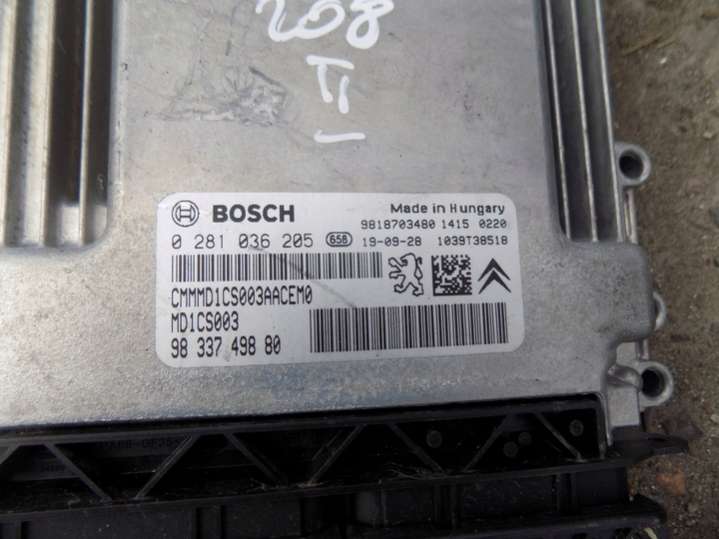 208
II
BOSCH
Made in Hungary
9818703480 1415 0220
0 281 036 205 658 19-09-28 1039T38518
CMMMD1CS003AACEM0
MD1CS003
98 337 498 80